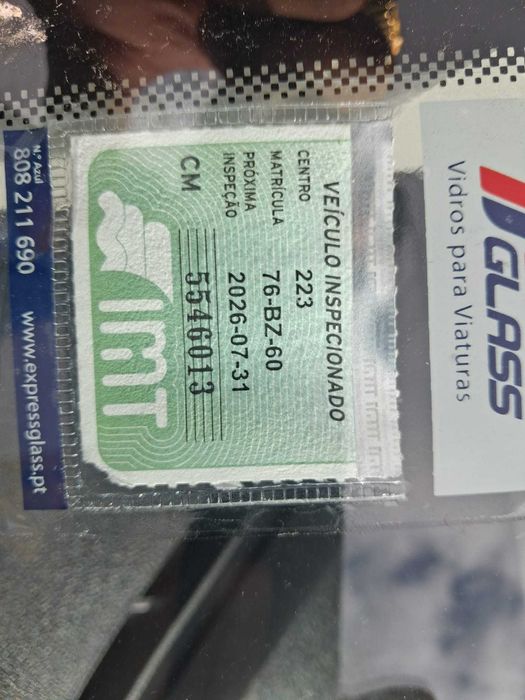 GLASS
Vidros para Viaturas
VEÍCULO INSPECIONADO
CENTRO 223
MATRÍCULA 76-BZ-60
PRÓXIMA INSPEÇÃO 2026-07-31
CM 5546013
IMT
N.º Azul
808 211 690 www.expressglass.pt